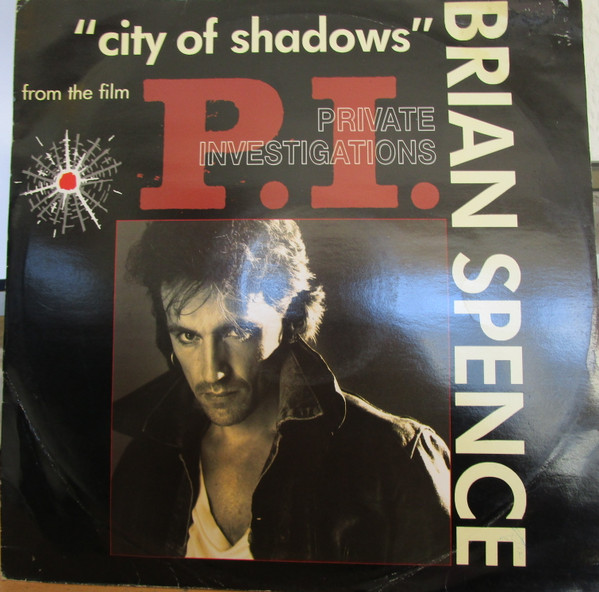 "city of shadows"
from the film
P.I.
PRIVATE
INVESTIGATIONS
BRIAN SPENCE